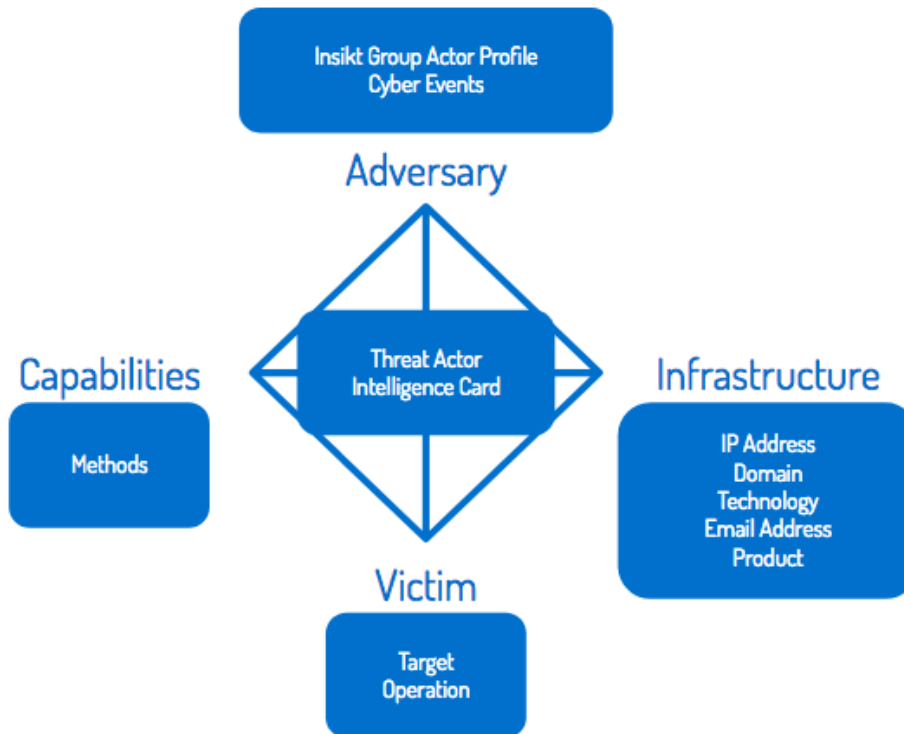 Insikt Group Actor Profile
Cyber Events
Adversary
Threat Actor
Intelligence Card
Capabilities
Methods
Infrastructure
IP Address
Domain
Technology
Email Address
Product
Victim
Target
Operation